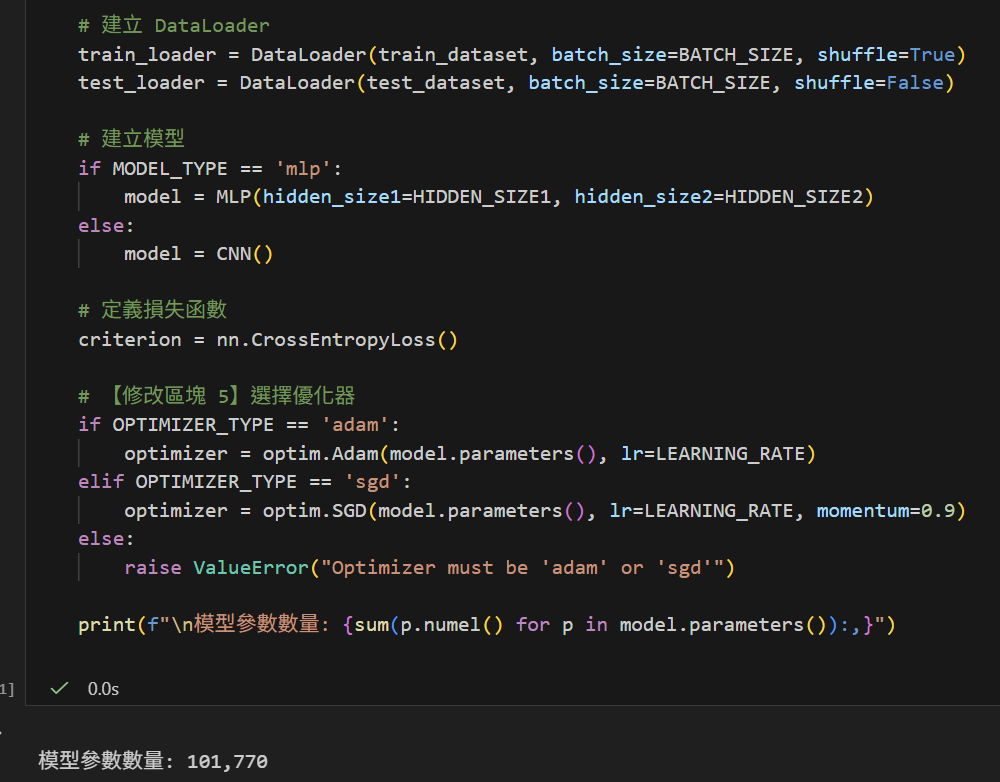 # 建立 DataLoader
train_loader = DataLoader(train_dataset, batch_size=BATCH_SIZE, shuffle=True)
test_loader = DataLoader(test_dataset, batch_size=BATCH_SIZE, shuffle=False)
# 建立模型
if MODEL_TYPE == 'mlp':
    model = MLP(hidden_size1=HIDDEN_SIZE1, hidden_size2=HIDDEN_SIZE2)
else:
    model = CNN()
# 定義損失函數
criterion = nn.CrossEntropyLoss()
# 【修改區塊 5】選擇優化器
if OPTIMIZER_TYPE == 'adam':
    optimizer = optim.Adam(model.parameters(), lr=LEARNING_RATE)
elif OPTIMIZER_TYPE == 'sgd':
    optimizer = optim.SGD(model.parameters(), lr=LEARNING_RATE, momentum=0.9)
else:
    raise ValueError("Optimizer must be 'adam' or 'sgd'")
print(f"\n模型參數數量: {sum(p.numel() for p in model.parameters()):,}")
1] 0.0s
模型參數數量: 101,770